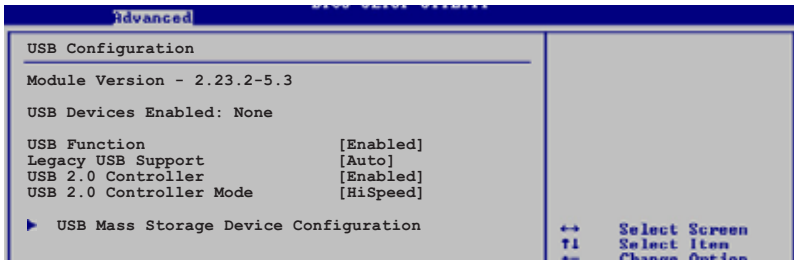 Advanced
USB Configuration
Module Version - 2.23.2-5.3
USB Devices Enabled: None
USB Function [Enabled]
Legacy USB Support [Auto]
USB 2.0 Controller [Enabled]
USB 2.0 Controller Mode [HiSpeed]
USB Mass Storage Device Configuration
↔ Select Screen
↑↓ Select Item
+- Change Option